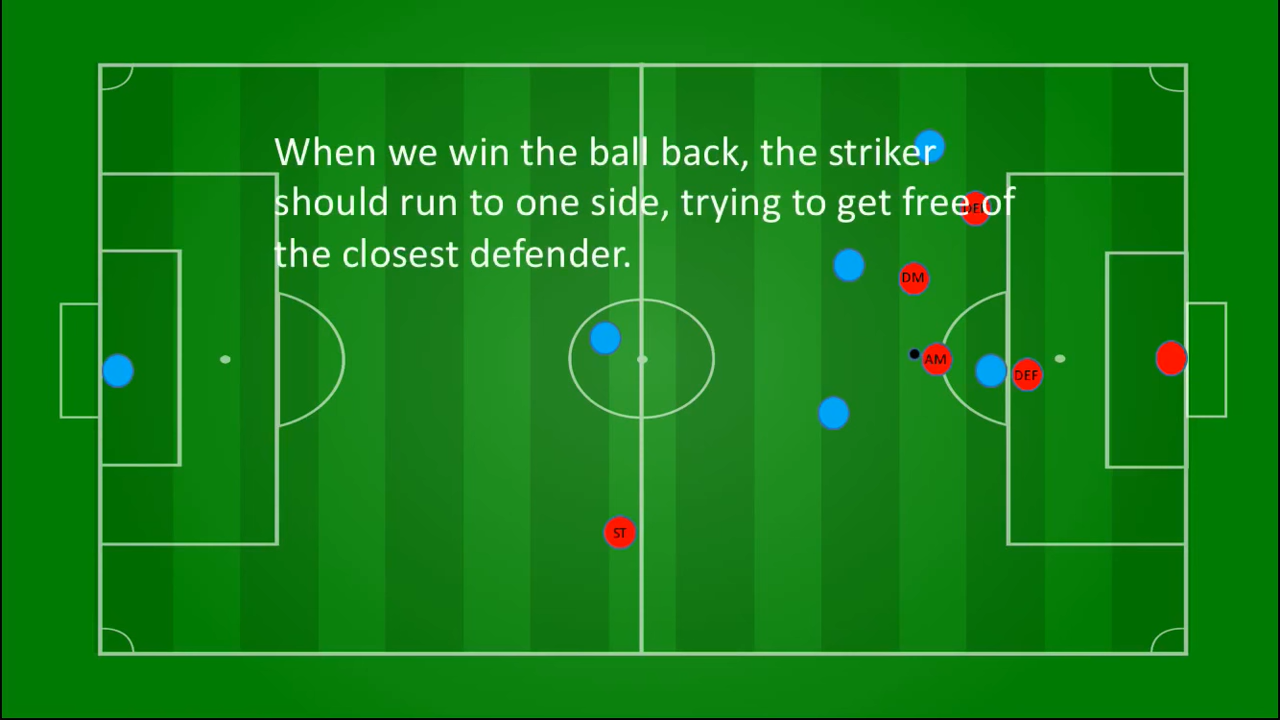 When we win the ball back, the striker
should run to one side, trying to get free of
the closest defender.
DEF
DM
AM
DEF
ST